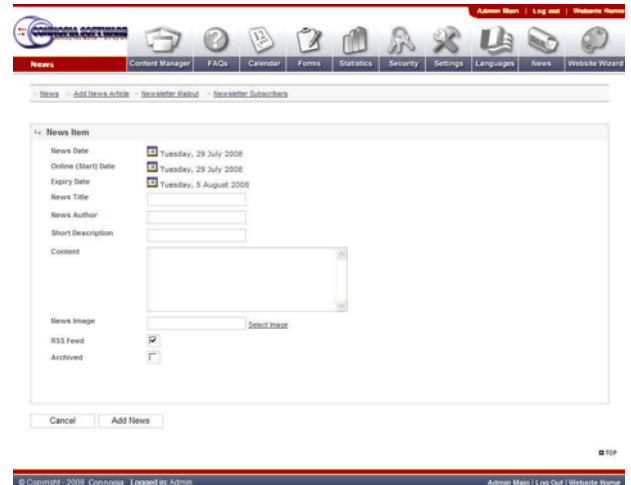 Admin Main | Log out | Website Home
CONNOPIA SOFTWARE
News
Content Manager FAQs Calendar Forms Statistics Security Settings Languages News Website Wizard
News Add News Article Newsletter Mailout Newsletter Subscribers
News Item
News Date Tuesday, 29 July 2008
Online (Start) Date Tuesday, 29 July 2008
Expiry Date Tuesday, 5 August 2008
News Title
News Author
Short Description
Content
News Image Select Image
RSS Feed
Archived
Cancel Add News
TOP
© Copyright - 2008 Connopia Logged in: Admin Admin Main | Log Out | Website Home